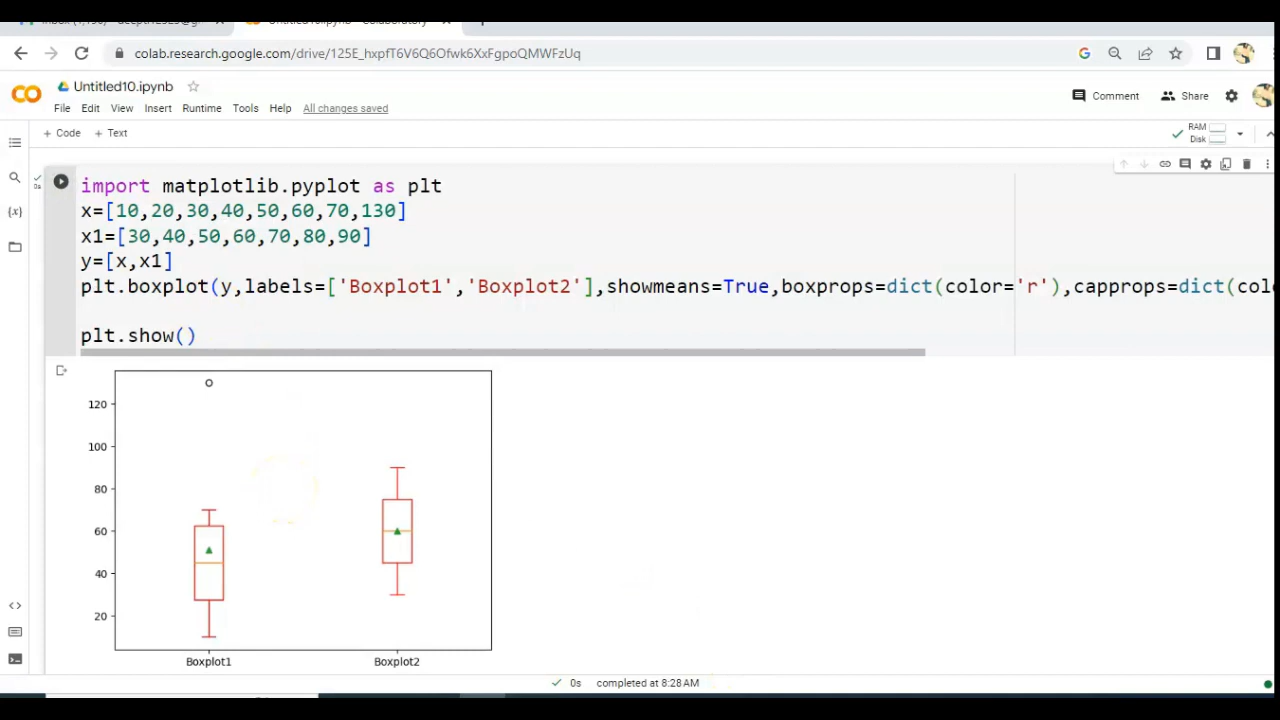 colab.research.google.com/drive/125E_hxpfT6V6Q6Ofwk6XxFgpoQMWFzUq
Untitled10.ipynb
File Edit View Insert Runtime Tools Help All changes saved
Comment Share
+ Code + Text
RAM
Disk
{x}
0s
import matplotlib.pyplot as plt
x=[10,20,30,40,50,60,70,130]
x1=[30,40,50,60,70,80,90]
y=[x,x1]
plt.boxplot(y,labels=['Boxplot1','Boxplot2'],showmeans=True,boxprops=dict(color='r'),capprops=dict(colo
plt.show()
120
100
80
60
40
20
Boxplot1 Boxplot2
0s completed at 8:28 AM